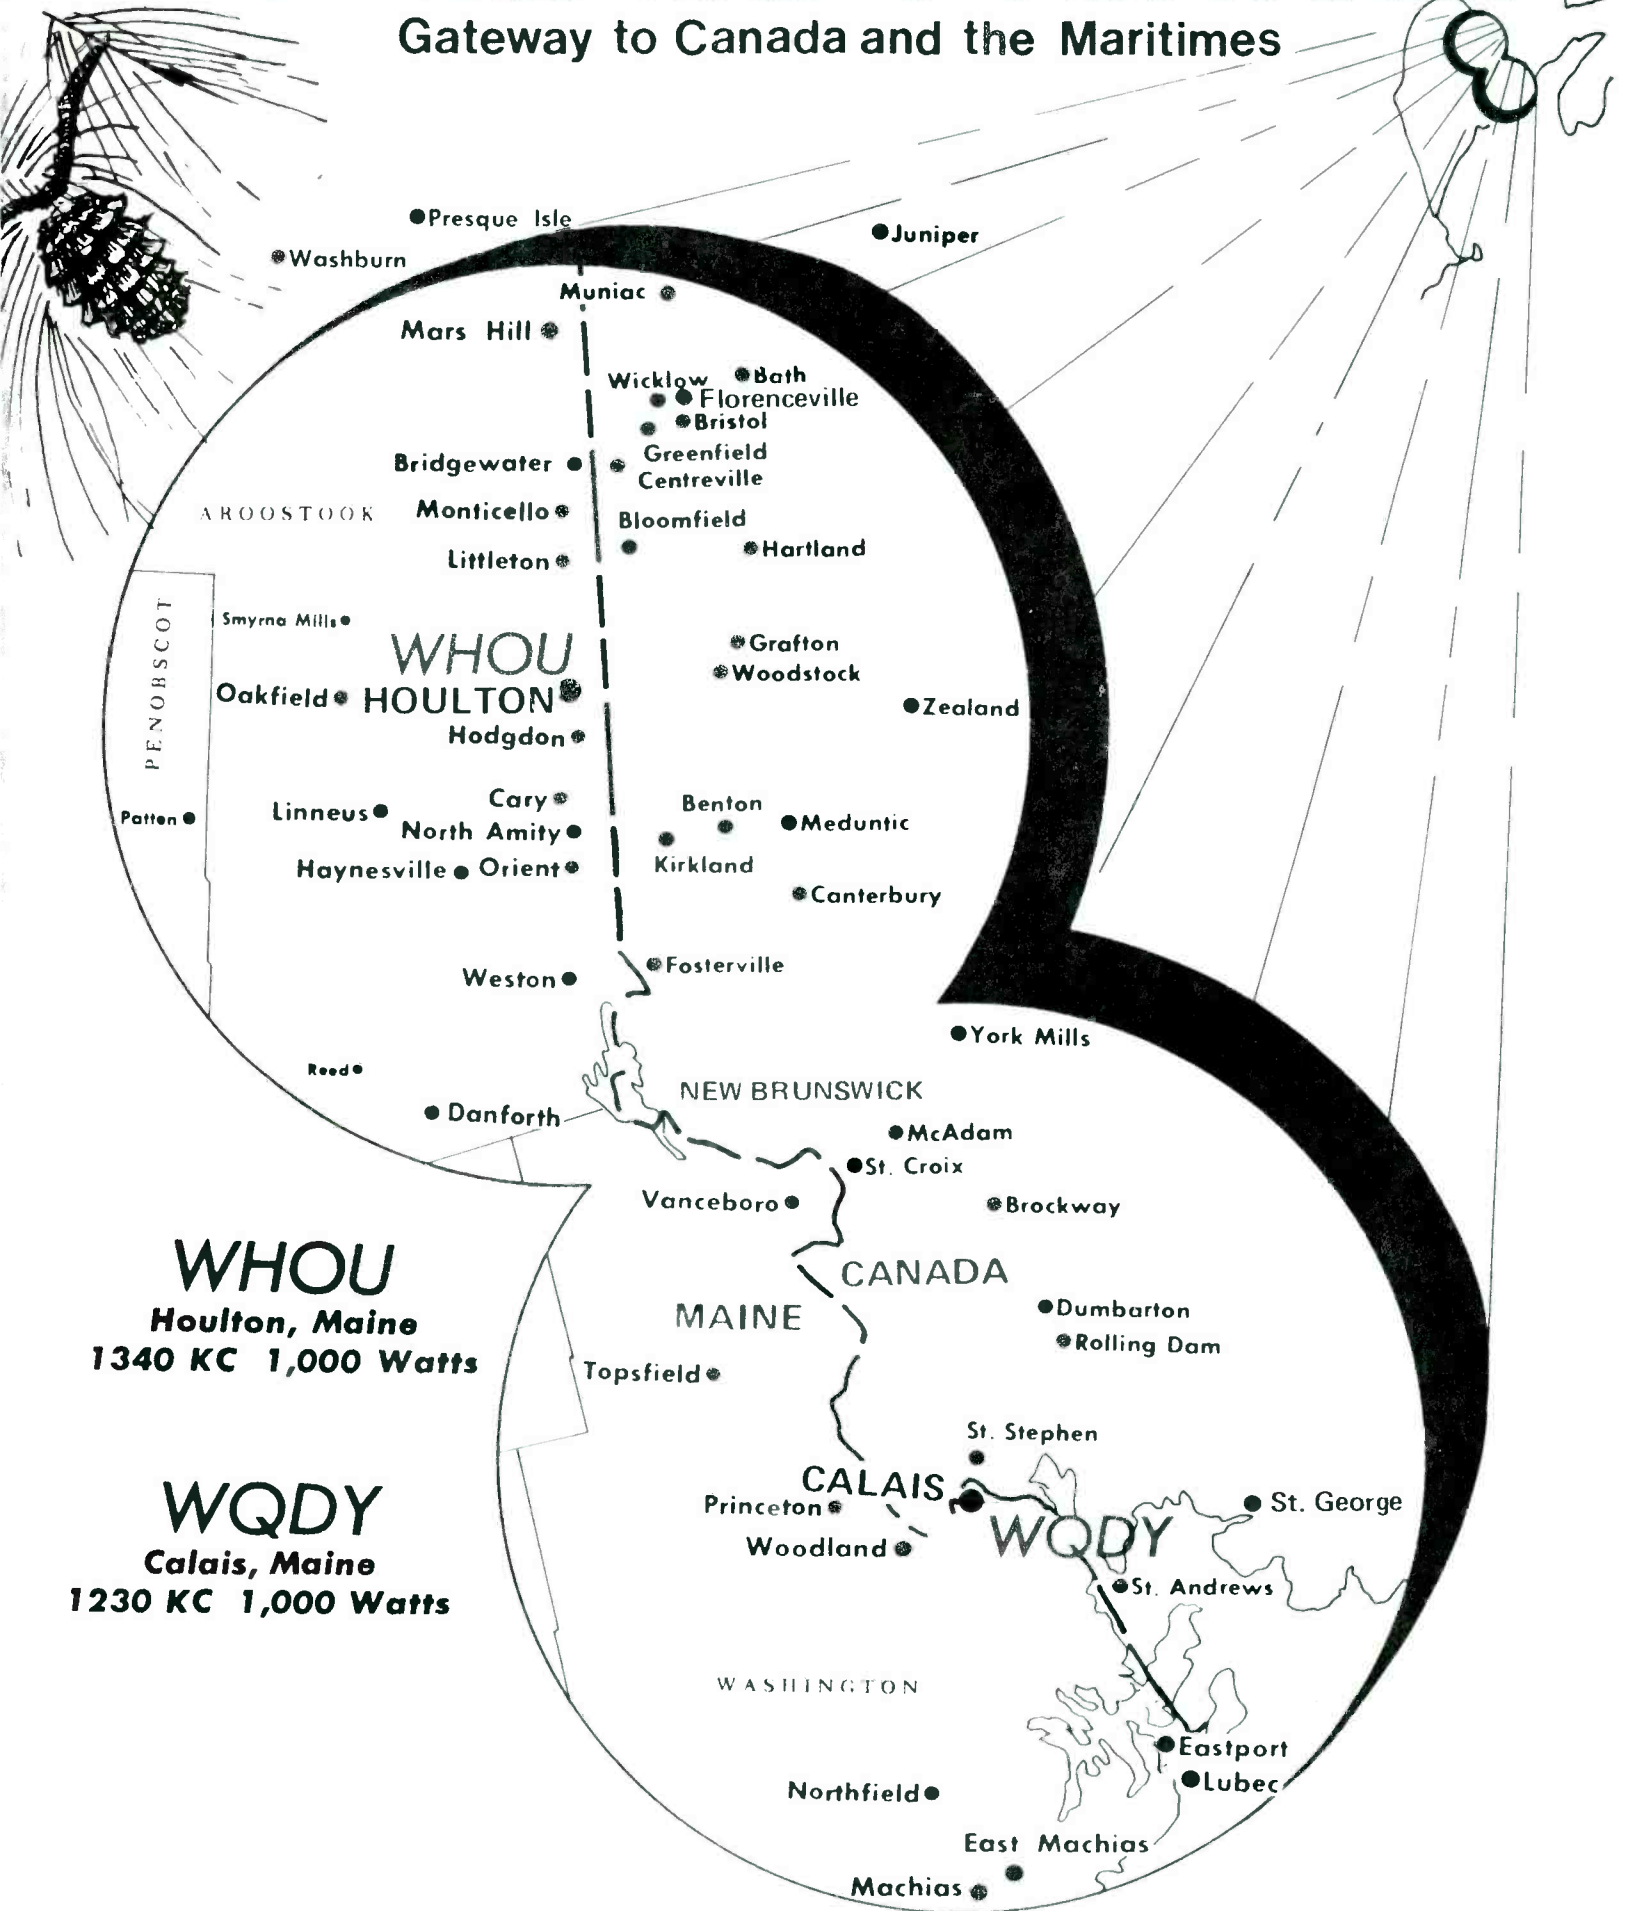 Gateway to Canada and the Maritimes
Presque Isle
Juniper
Washburn
Muniac
Mars Hill
Wicklow
Bath
Florenceville
Bristol
Greenfield
Bridgewater
Centreville
AROOSTOOK
Monticello
Bloomfield
Littleton
Hartland
PENOBSCOT
Smyrna Mills
WHOU
Grafton
Woodstock
Oakfield
HOULTON
Zealand
Hodgdon
Cary
Benton
Patten
Linneus
North Amity
Meduntic
Haynesville
Orient
Kirkland
Canterbury
Weston
Fosterville
York Mills
Reed
NEW BRUNSWICK
Danforth
McAdam
St. Croix
Vanceboro
Brockway
WHOU
Houlton, Maine
1340 KC 1,000 Watts
CANADA
MAINE
Dumbarton
Rolling Dam
Topsfield
St. Stephen
CALAIS
Princeton
St. George
WQDY
Woodland
WQDY
Calais, Maine
1230 KC 1,000 Watts
St. Andrews
WASHINGTON
Eastport
Lubec
Northfield
East Machias
Machias